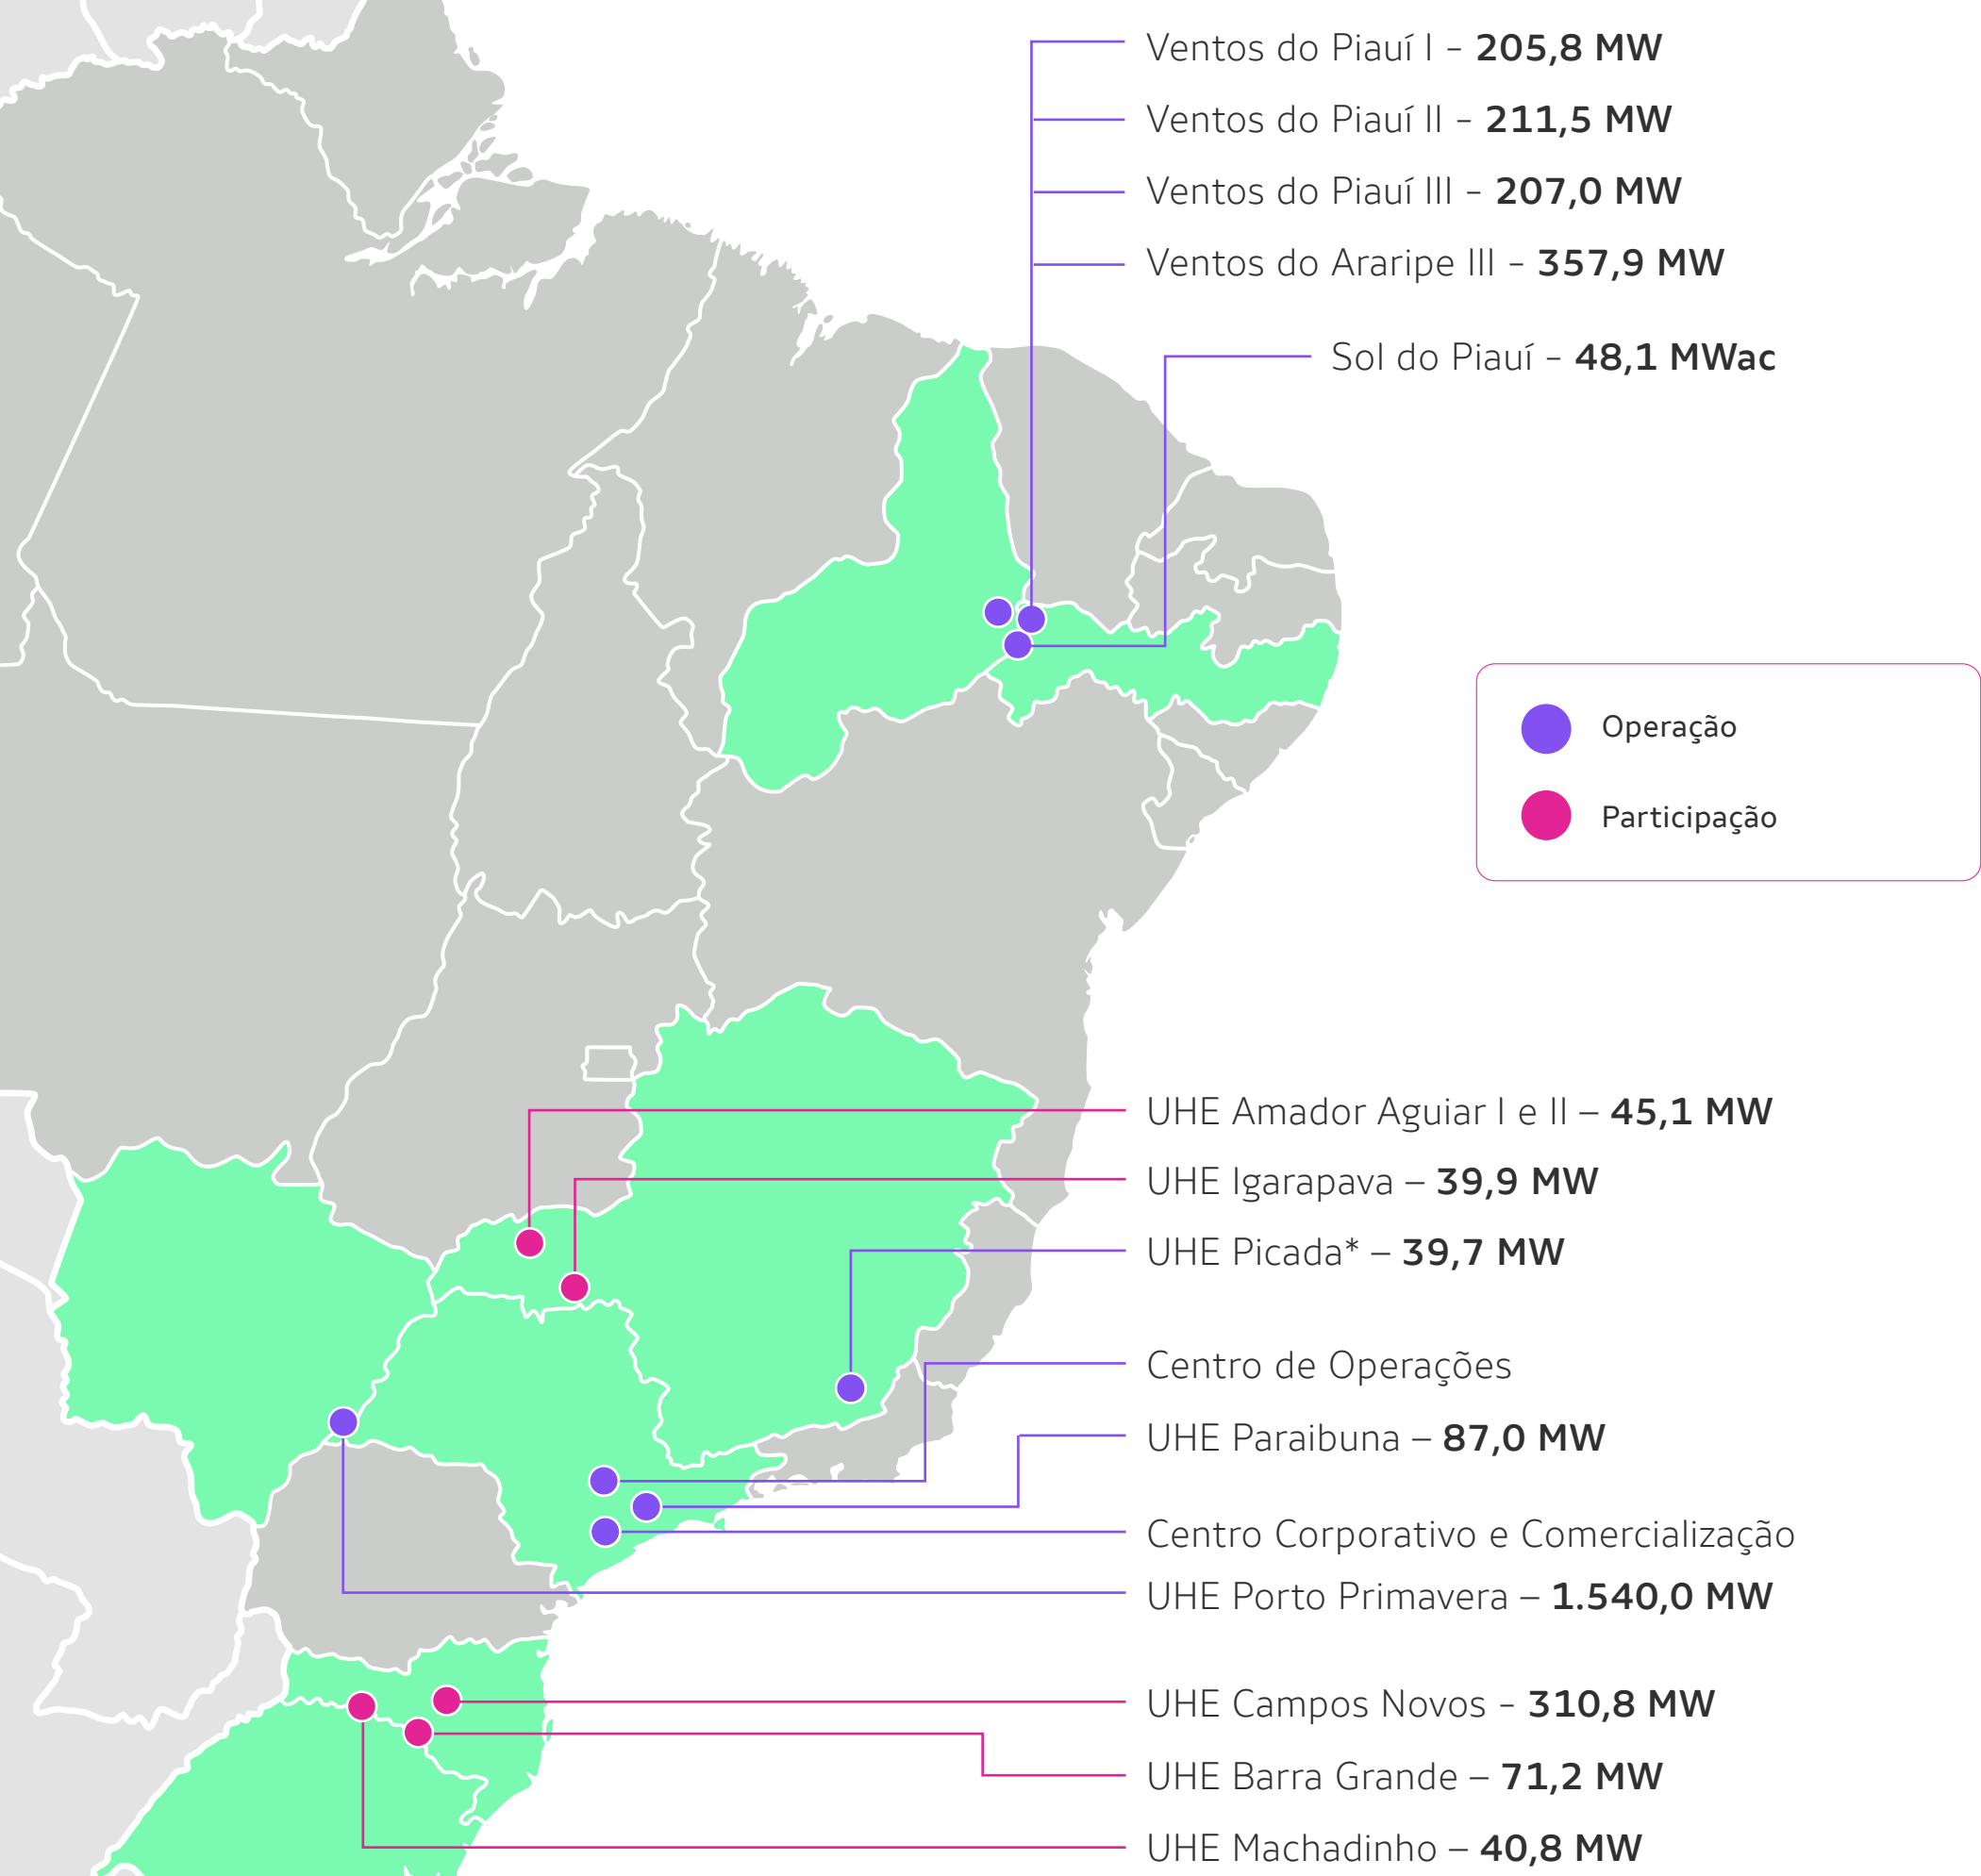 Ventos do Piauí I - 205,8 MW
Ventos do Piauí II - 211,5 MW
Ventos do Piauí III - 207,0 MW
Ventos do Araripe III - 357,9 MW
Sol do Piauí - 48,1 MWac
Operação
Participação
UHE Amador Aguiar I e II – 45,1 MW
UHE Igarapava – 39,9 MW
UHE Picada* – 39,7 MW
Centro de Operações
UHE Paraibuna – 87,0 MW
Centro Corporativo e Comercialização
UHE Porto Primavera – 1.540,0 MW
UHE Campos Novos - 310,8 MW
UHE Barra Grande – 71,2 MW
UHE Machadinho – 40,8 MW